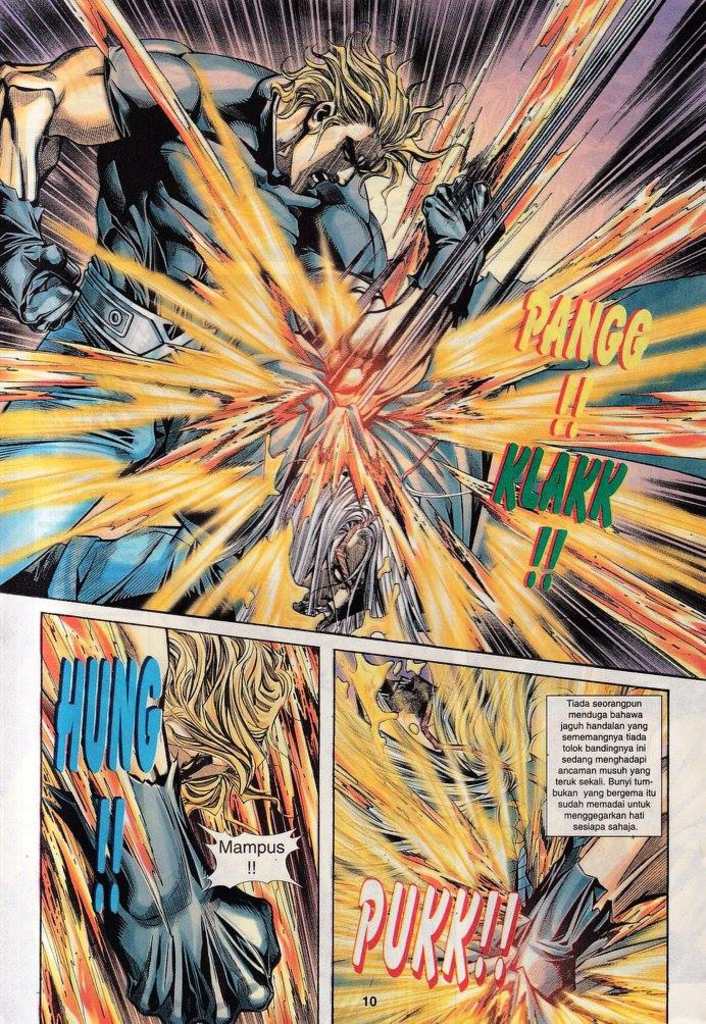 PANGG
!!
KLAKK
!!
HUNG
!!
Mampus
!!
Tiada seorangpun
menduga bahawa
jaguh handalan yang
sememangnya tiada
tolok bandingnya ini
sedang menghadapi
ancaman musuh yang
teruk sekali. Bunyi tum-
bukan yang bergema itu
sudah memadai untuk
menggegarkan hati
sesiapa sahaja.
PUKK!!
10